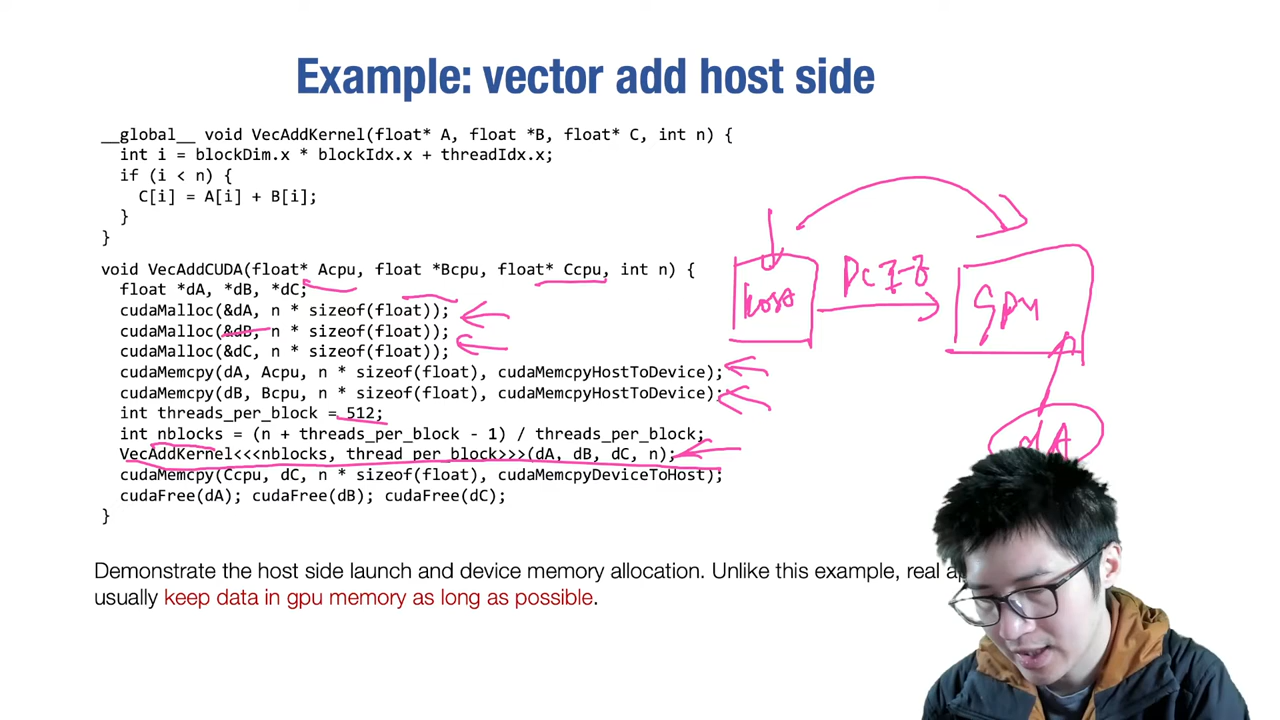 Example: vector add host side
__global__ void VecAddKernel(float* A, float *B, float* C, int n) {
int i = blockDim.x * blockIdx.x + threadIdx.x;
if (i < n) {
C[i] = A[i] + B[i];
}
}
void VecAddCUDA(float* Acpu, float *Bcpu, float* Ccpu, int n) {
float *dA, *dB, *dC;
cudaMalloc(&dA, n * sizeof(float));
cudaMalloc(&dB, n * sizeof(float));
cudaMalloc(&dC, n * sizeof(float));
cudaMemcpy(dA, Acpu, n * sizeof(float), cudaMemcpyHostToDevice);
cudaMemcpy(dB, Bcpu, n * sizeof(float), cudaMemcpyHostToDevice);
int threads_per_block = 512;
int nblocks = (n + threads_per_block - 1) / threads_per_block;
VecAddKernel<<<nblocks, thread_per_block>>>(dA, dB, dC, n);
cudaMemcpy(Ccpu, dC, n * sizeof(float), cudaMemcpyDeviceToHost);
cudaFree(dA); cudaFree(dB); cudaFree(dC);
}
host
PCI-E
Gpu
dA
Demonstrate the host side launch and device memory allocation. Unlike this example, real
usually keep data in gpu memory as long as possible.